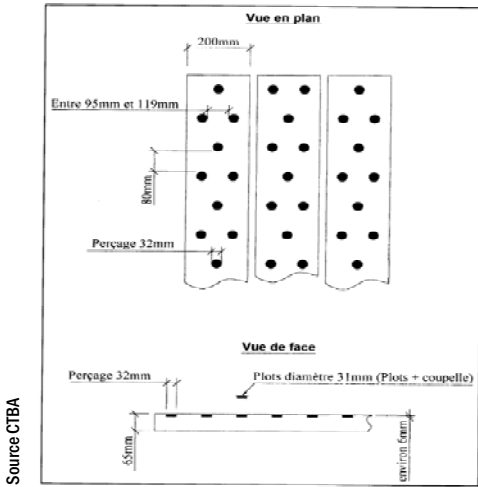 Vue en plan
200mm
Entre 95mm et 119mm
80mm
Perçage 32mm
Vue de face
Perçage 32mm
Plots diamètre 31mm (Plots + coupelle)
65mm
environ 6mm
Source CTBA